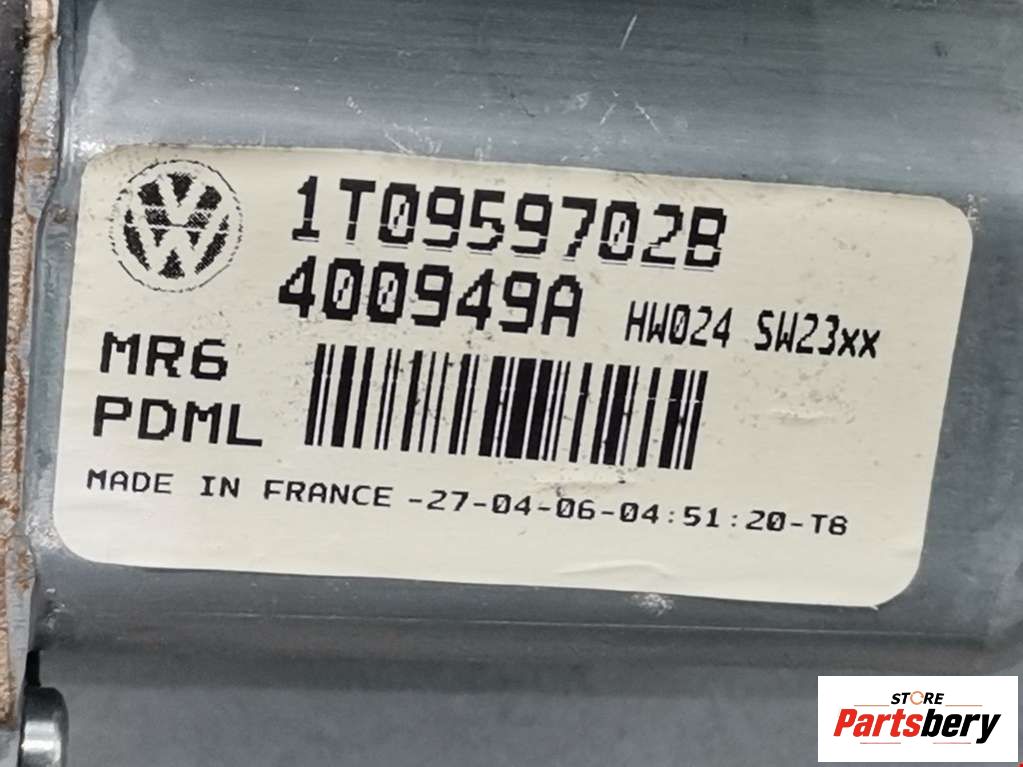 1T0959702B
400949A HW024 SW23xx
MR6
PDML
MADE IN FRANCE -27-04-06-04:51:20-T8
STORE
Partsbery